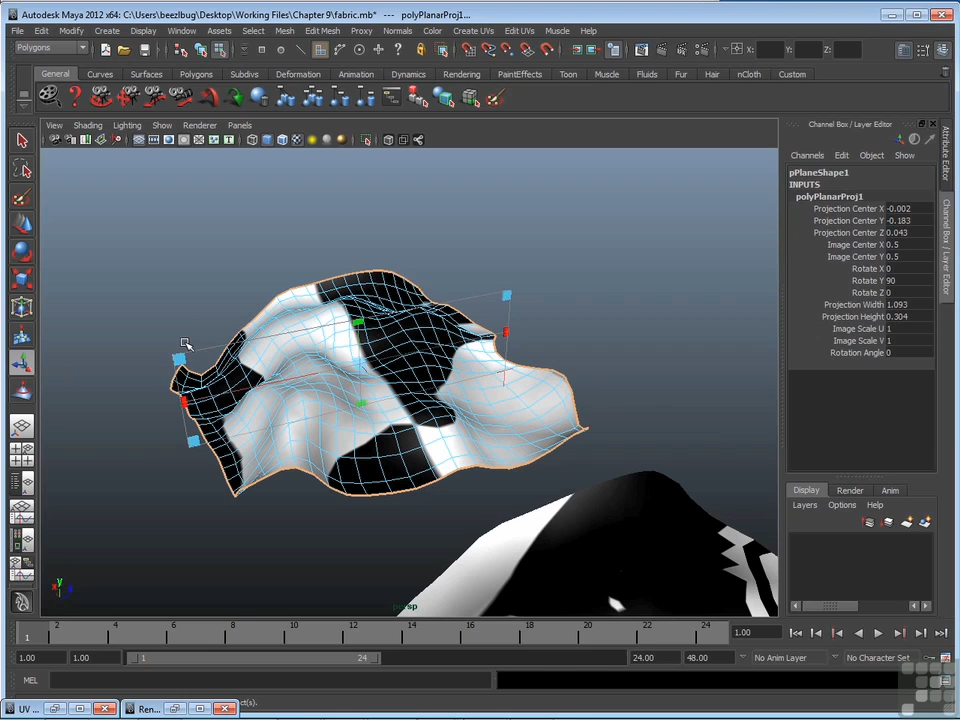 Autodesk Maya 2012 x64: C:\Users\beezlbug\Desktop\Working Files\Chapter 9\fabric.mb* --- polyPlanarProj1...
File Edit Modify Create Display Window Assets Select Mesh Edit Mesh Proxy Normals Color Create UVs Edit UVs Muscle Help
Polygons X: Y: Z:
General Curves Surfaces Polygons Subdivs Deformation Animation Dynamics Rendering PaintEffects Toon Muscle Fluids Fur Hair nCloth Custom
View Shading Lighting Show Renderer Panels
Channel Box / Layer Editor
Channels Edit Object Show
pPlaneShape1
INPUTS
polyPlanarProj1
Projection Center X -0.002
Projection Center Y -0.183
Projection Center Z 0.043
Image Center X 0.5
Image Center Y 0.5
Rotate X 0
Rotate Y 90
Rotate Z 0
Projection Width 1.093
Projection Height 0.304
Image Scale U 1
Image Scale V 1
Rotation Angle 0
Attribute Editor
Channel Box / Layer Editor
Display Render Anim
Layers Options Help
y
x
z
persp
1 2 4 6 8 10 12 14 16 18 20 22 24 1.00
1.00 1.00 1 24 24.00 48.00 No Anim Layer No Character Set
MEL
UV ... Ren... ct(s).